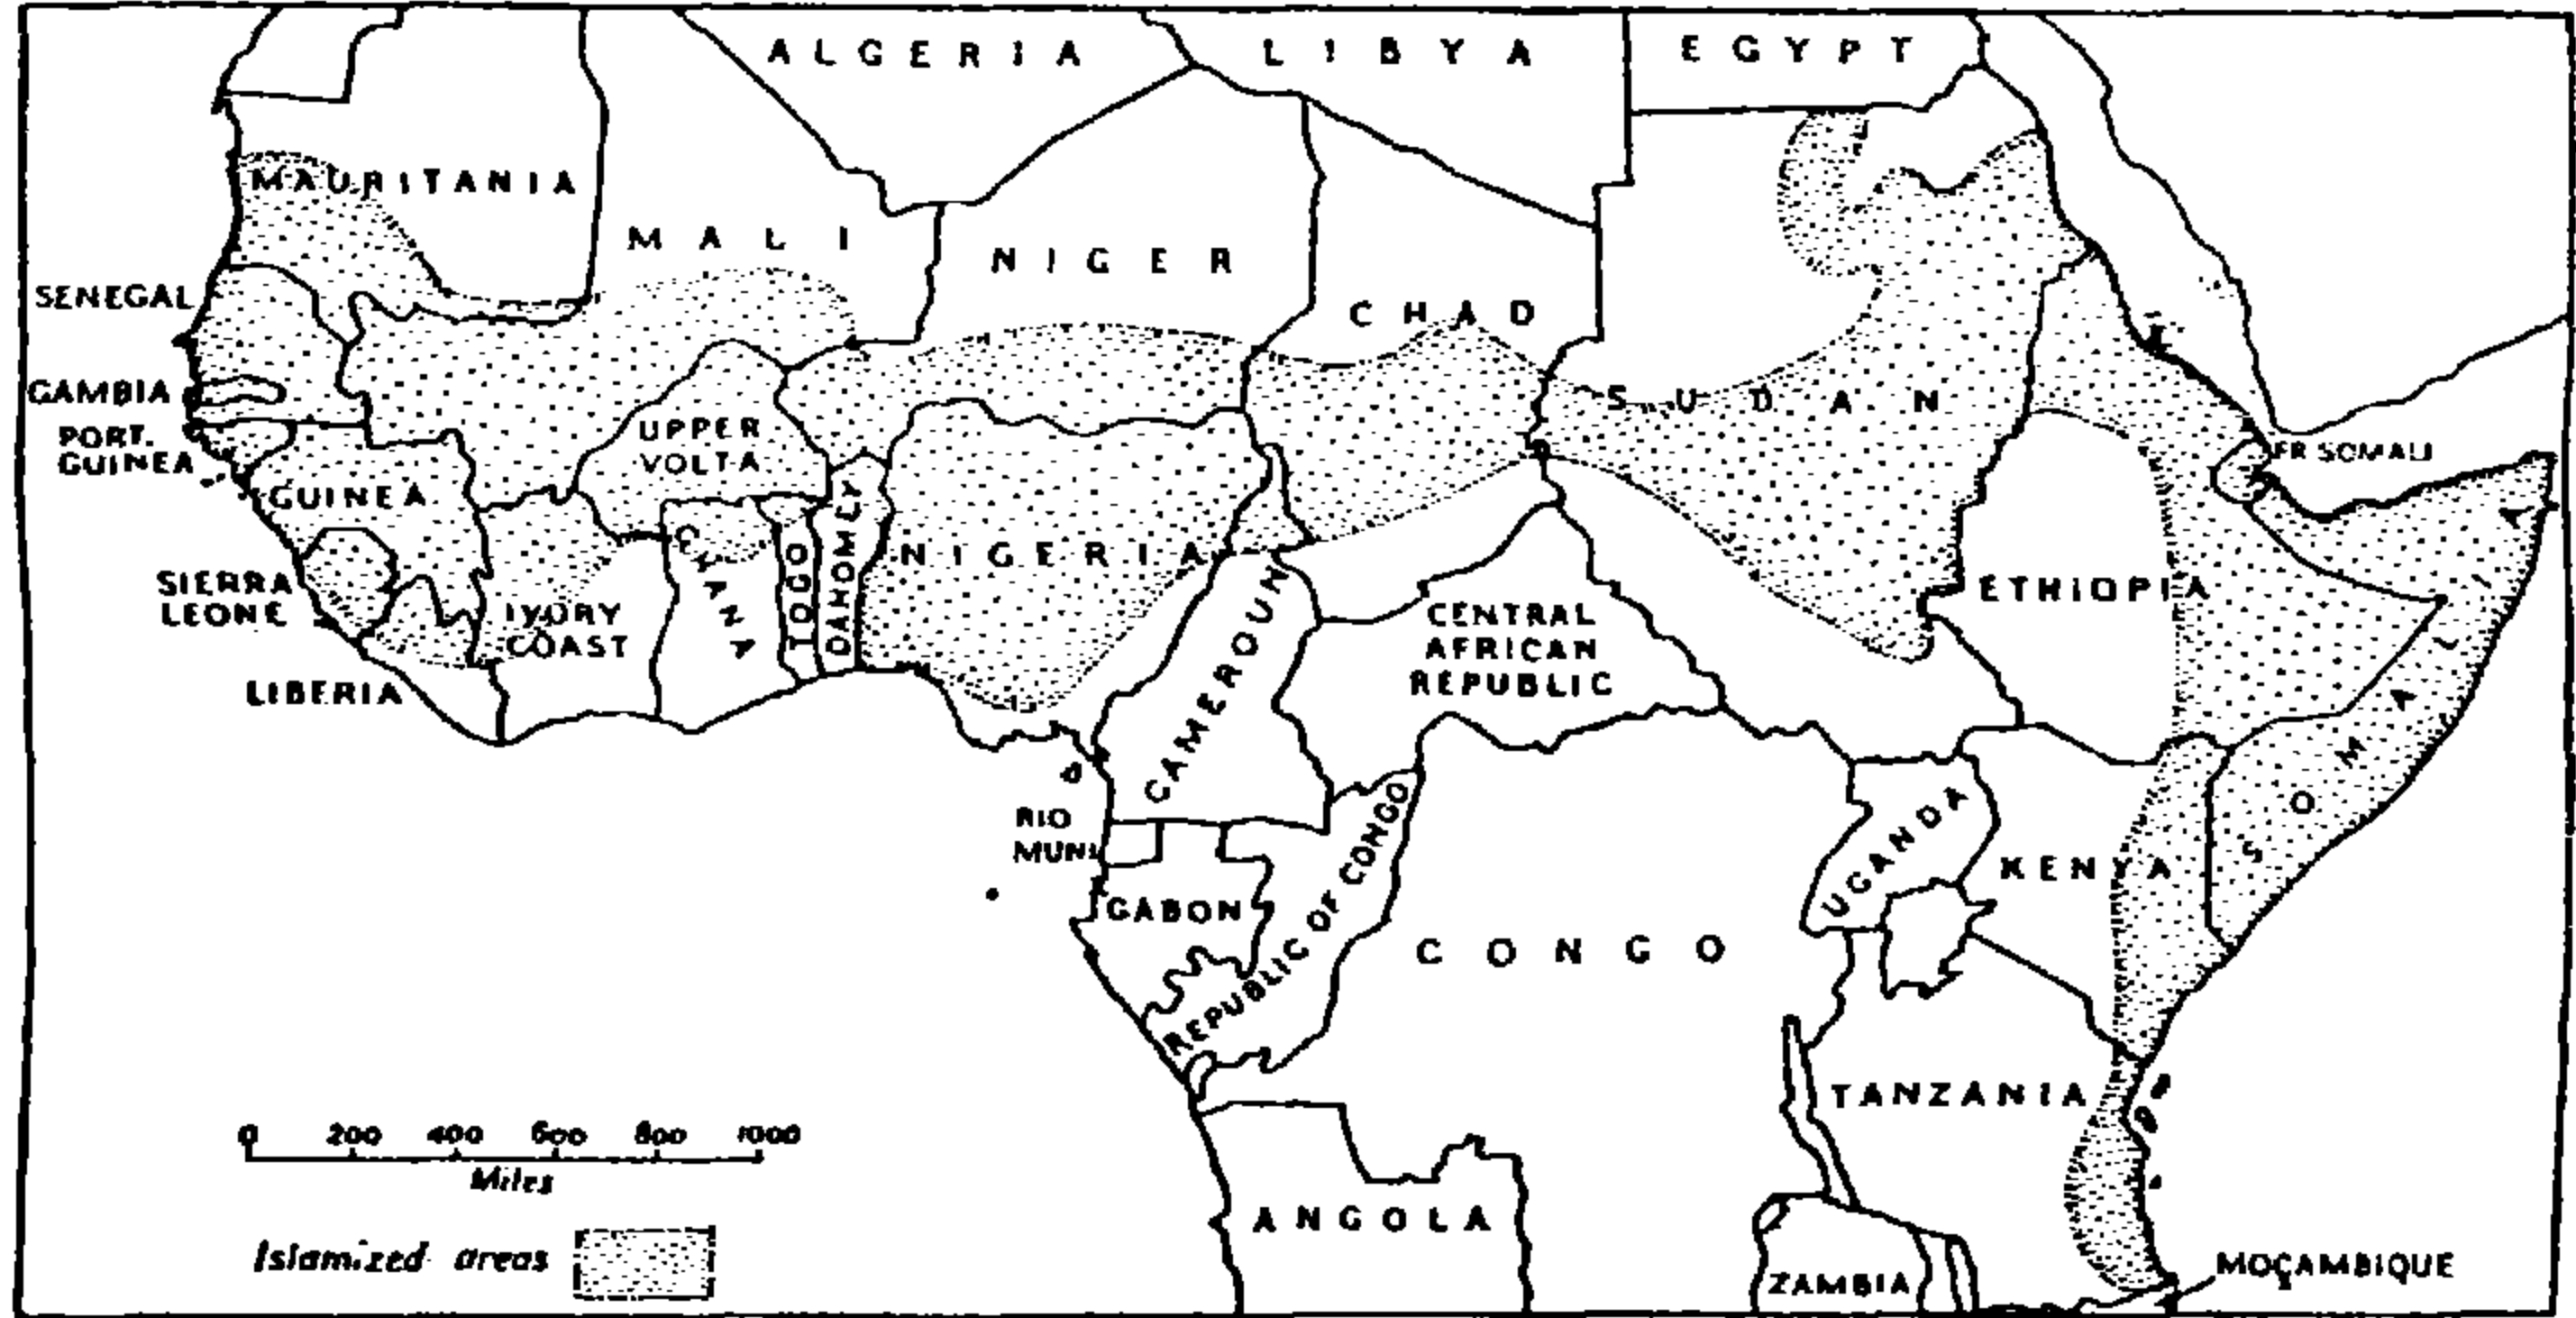 ALGERIA
LIBYA
EGYPT
MAURITANIA
MALI
NIGER
CHAD
SUDAN
SENEGAL
GAMBIA
PORT.
GUINEA
GUINEA
UPPER
VOLTA
FR SOMALI
SIERRA
LEONE
IVORY
COAST
GHANA
TOGO
DAHOMEY
NIGERIA
CAMEROUN
CENTRAL
AFRICAN
REPUBLIC
ETHIOPIA
SOMALIA
LIBERIA
RIO
MUNI
GABON
REPUBLIC OF CONGO
CONGO
UGANDA
KENYA
TANZANIA
ANGOLA
ZAMBIA
MOÇAMBIQUE
0 200 400 600 800 1000
Miles
Islamized areas